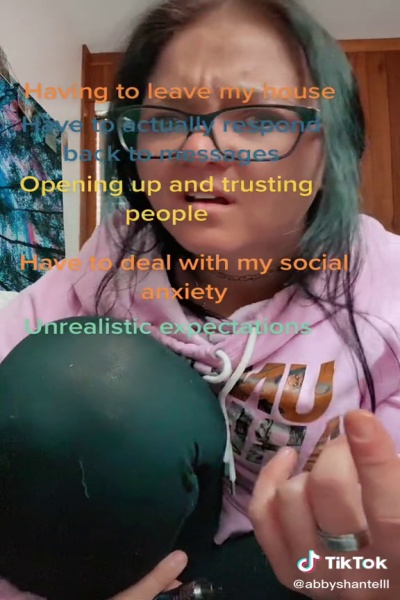 Having to leave my house
Have to actually respond
back to messages
Opening up and trusting
people
Have to deal with my social
anxiety
Unrealistic expectations
TikTok
@abbyshantelll